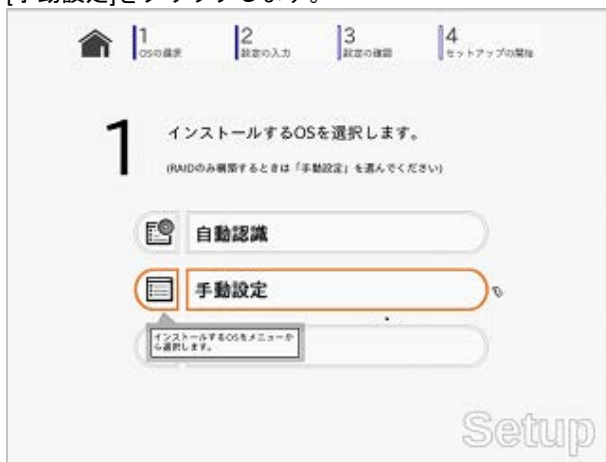 [手動設定]をクリックします。
1
OSの選択
2
設定の入力
3
設定の確認
4
セットアップの開始
1
インストールするOSを選択します。
(RAIDのみ構築するときは「手動設定」を選んでください)
自動認識
手動設定
インストールするOSをメニューか
ら選択します。
Setup